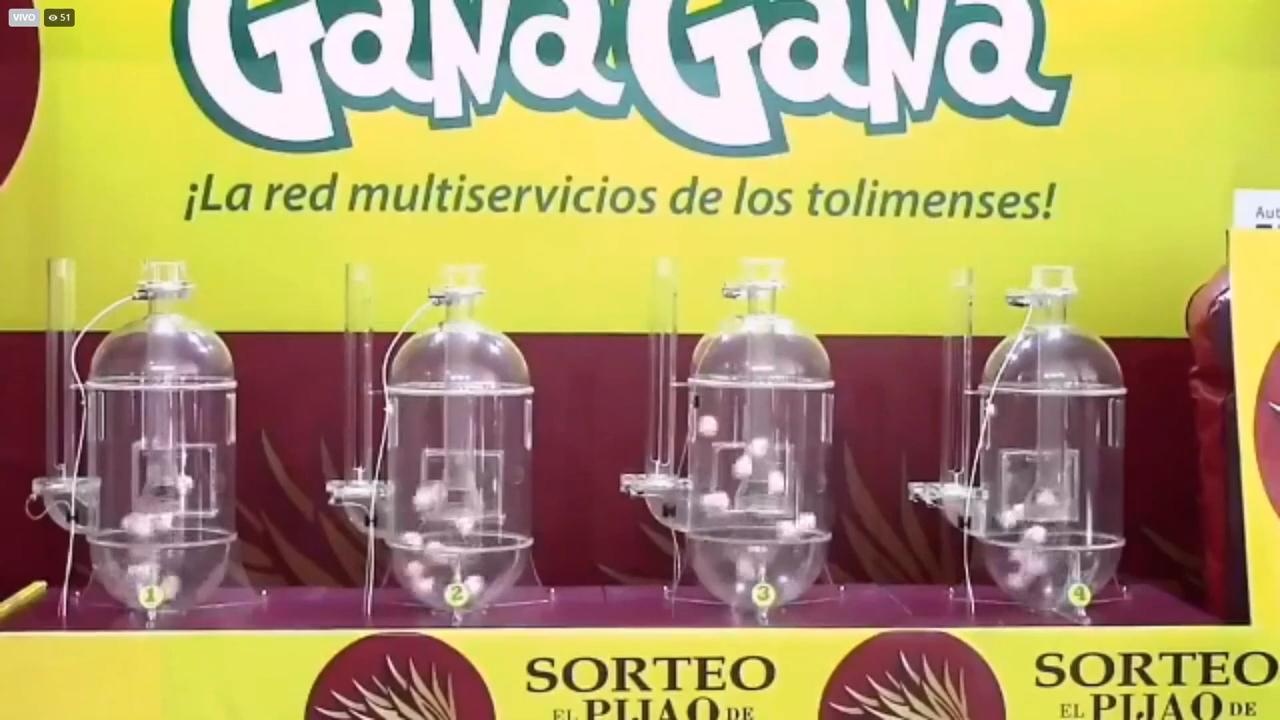 VIVO 51
GaNaGaNa
¡La red multiservicios de los tolimenses!
Aut
1 2 3 4
SORTEO
EL PIJAO DE
SORTEO
EL PIJAO DE